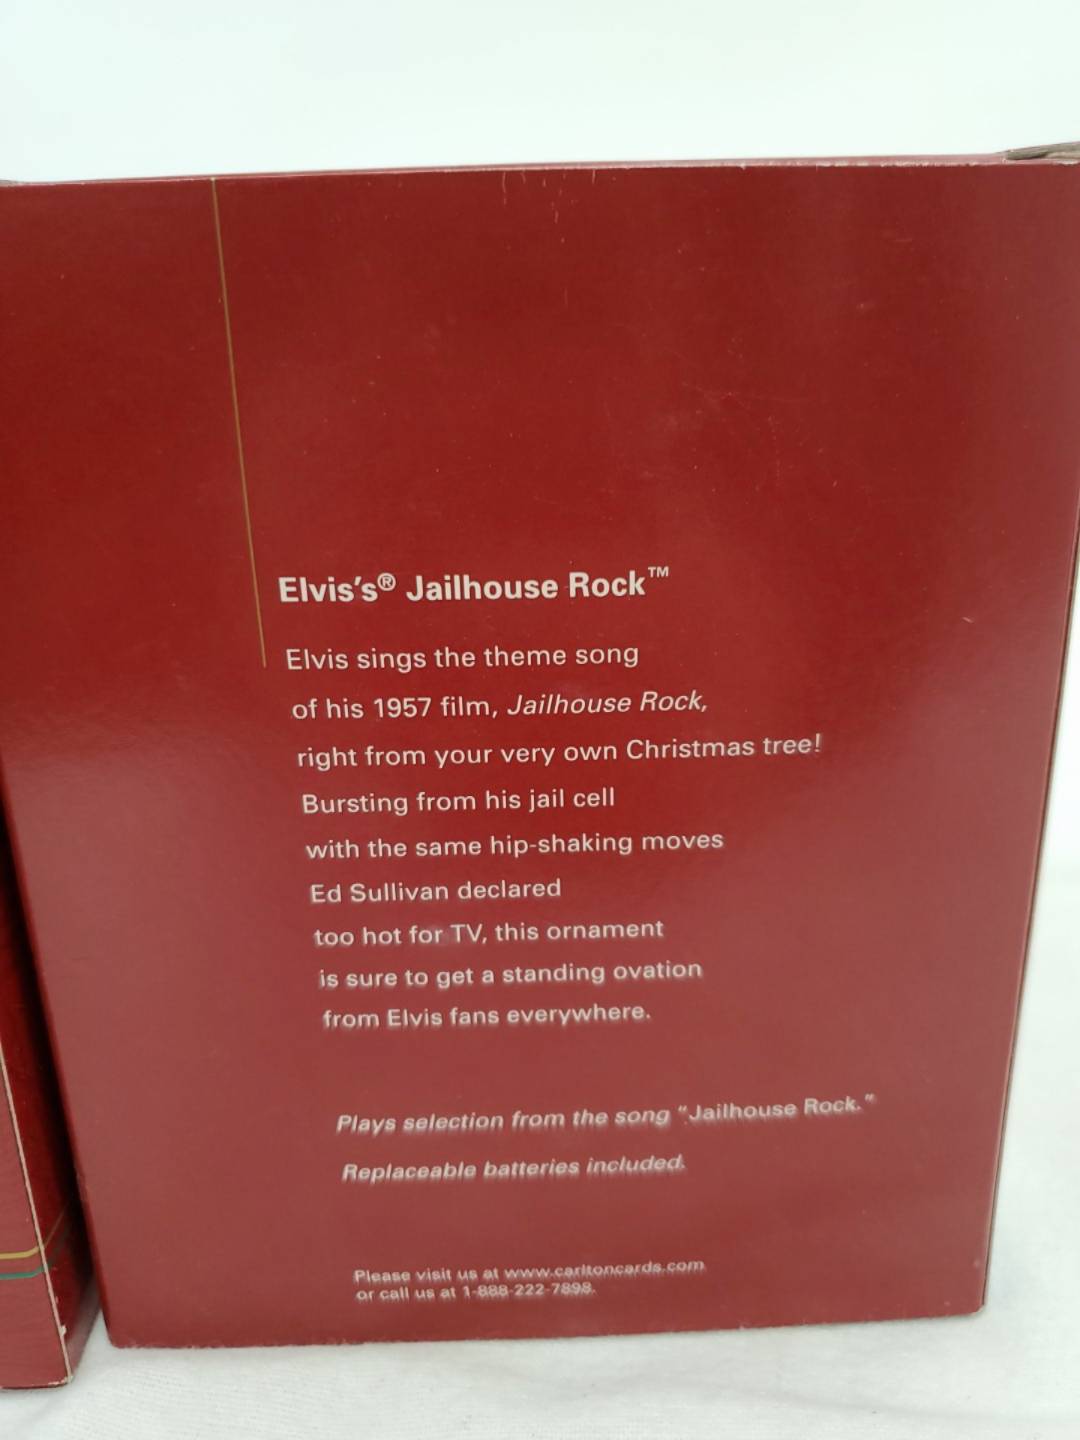 Elvis's® Jailhouse Rock™
Elvis sings the theme song
of his 1957 film, Jailhouse Rock,
right from your very own Christmas tree!
Bursting from his jail cell
with the same hip-shaking moves
Ed Sullivan declared
too hot for TV, this ornament
is sure to get a standing ovation
from Elvis fans everywhere.
Plays selection from the song "Jailhouse Rock."
Replaceable batteries included.
Please visit us at www.carltoncards.com
or call us at 1-888-222-7898.